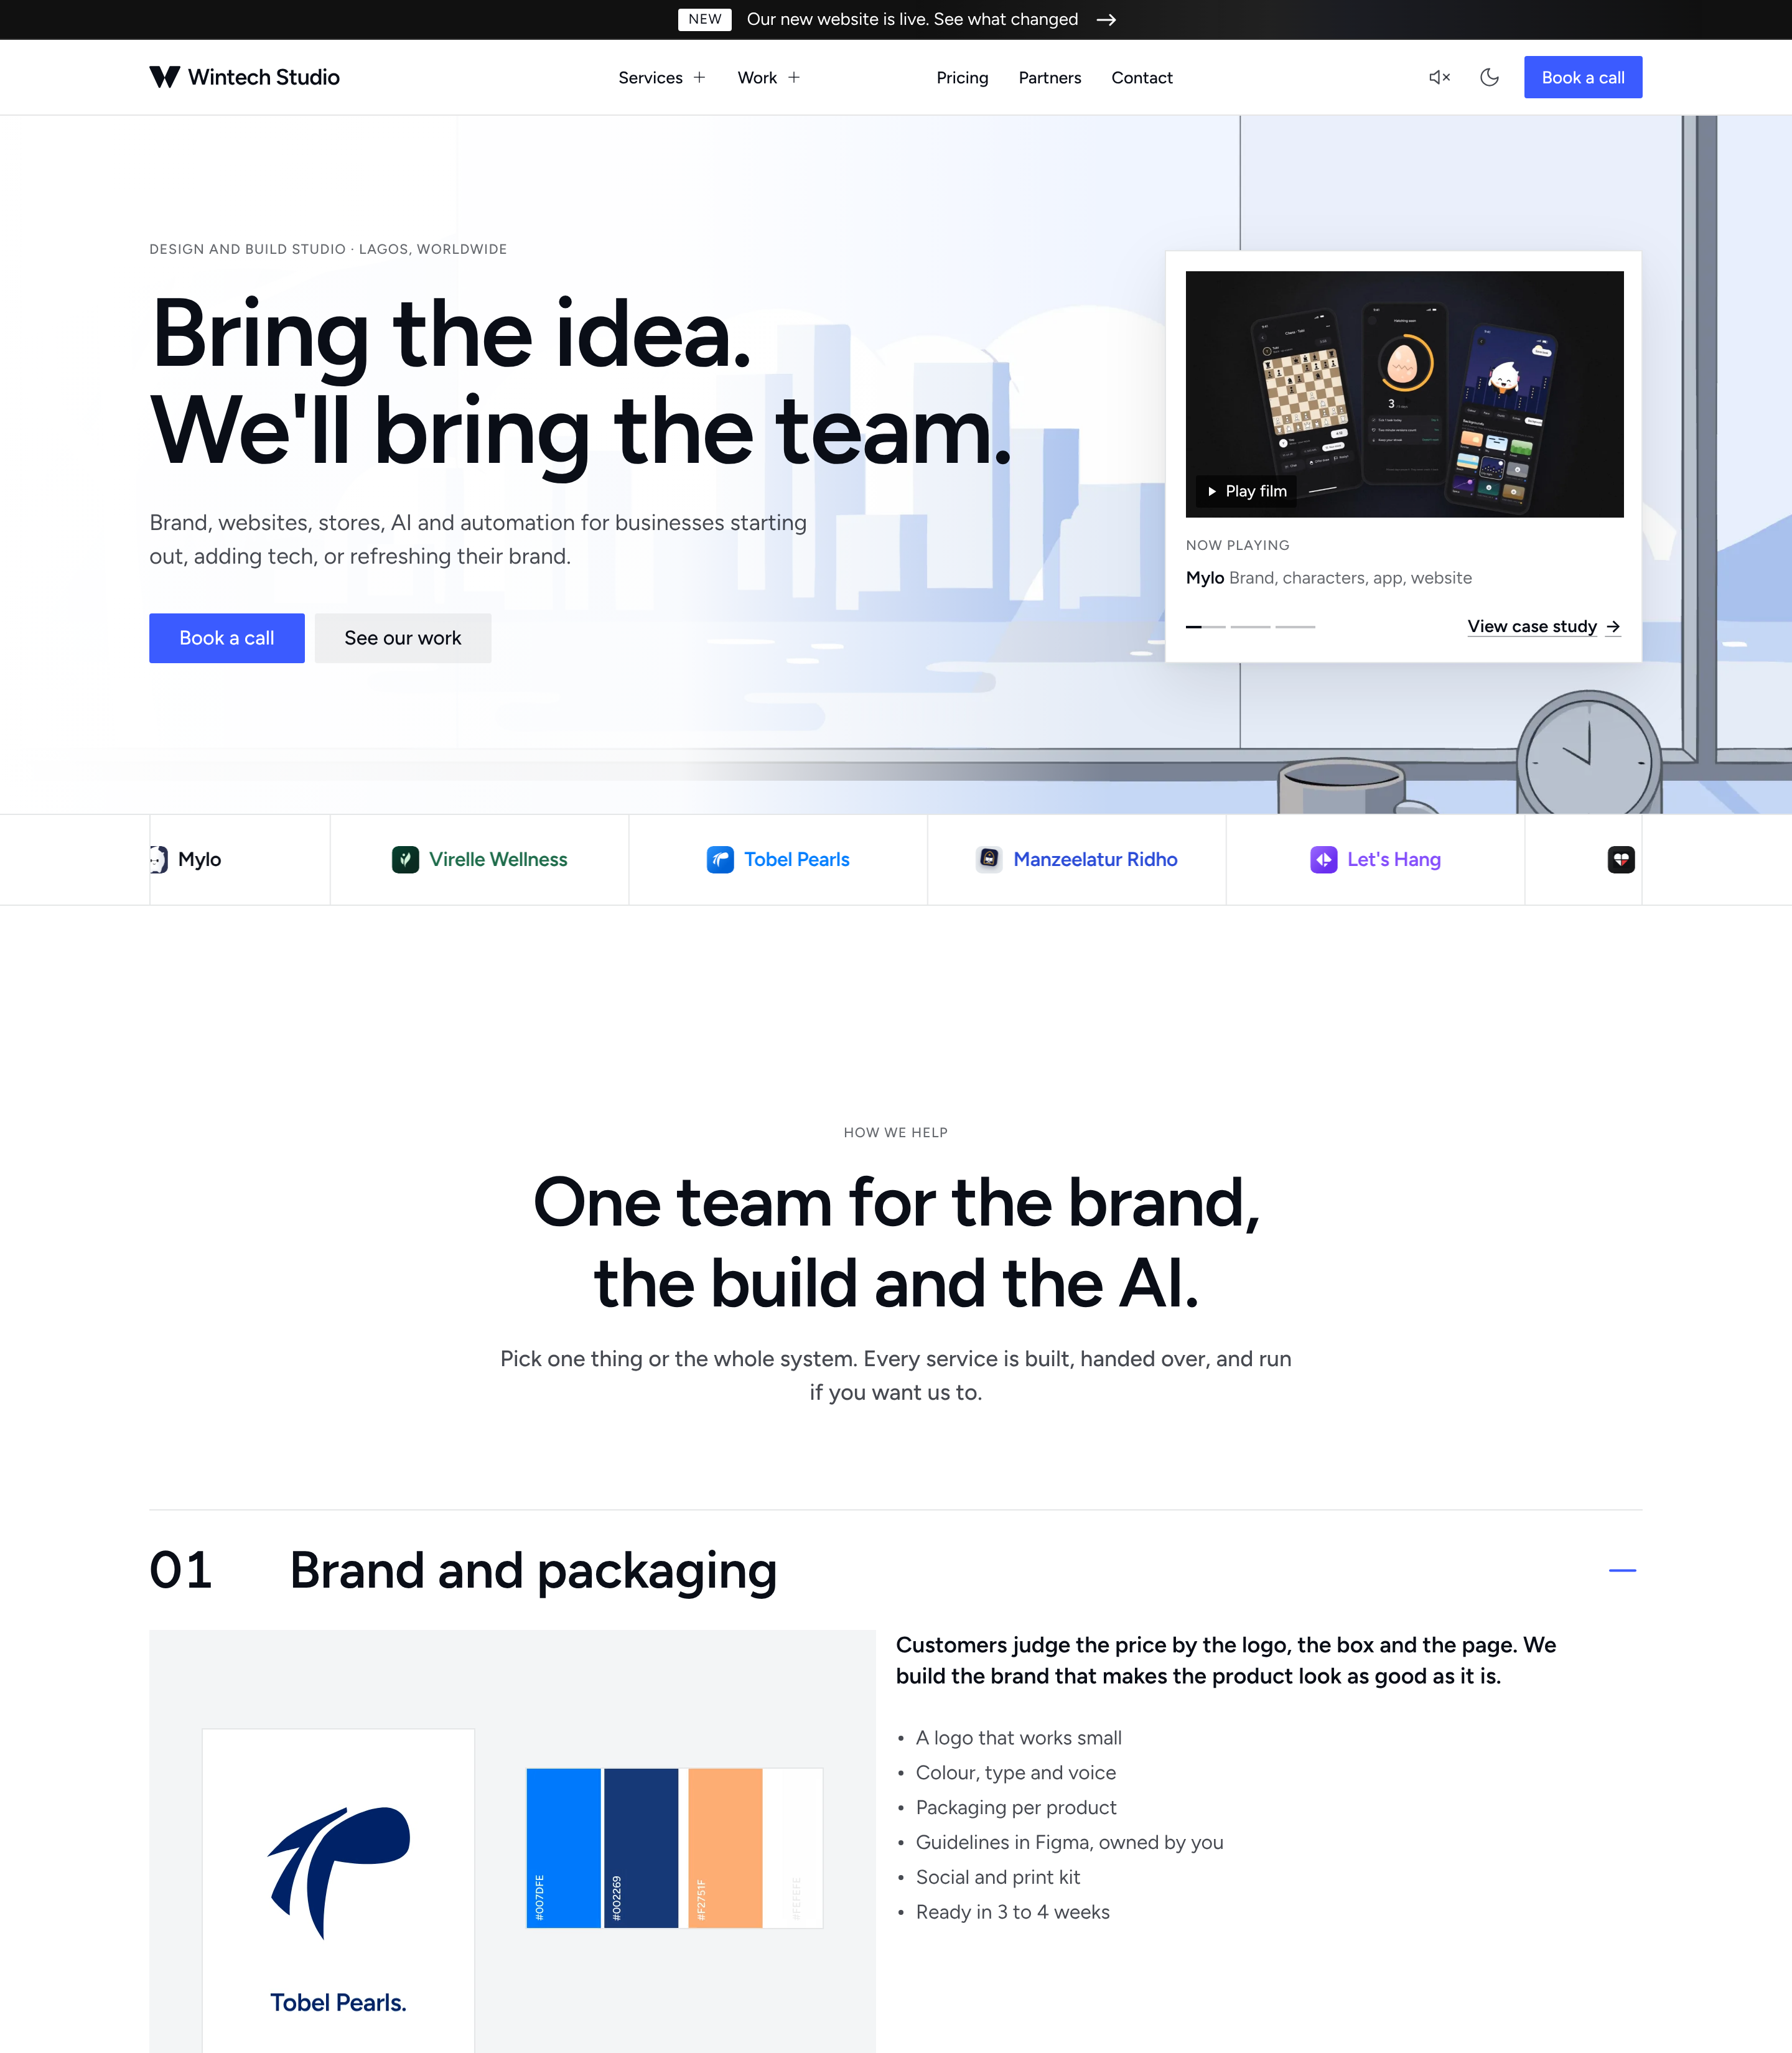 NEW Our new website is live. See what changed →
Wintech Studio
Services + Work + Pricing Partners Contact Book a call
DESIGN AND BUILD STUDIO · LAGOS, WORLDWIDE
Bring the idea.
We'll bring the team.
Brand, websites, stores, AI and automation for businesses starting
out, adding tech, or refreshing their brand.
Book a call See our work
Play film
NOW PLAYING
Mylo Brand, characters, app, website
View case study →
Mylo
Virelle Wellness
Tobel Pearls
Manzeelatur Ridho
Let's Hang
HOW WE HELP
One team for the brand,
the build and the AI.
Pick one thing or the whole system. Every service is built, handed over, and run
if you want us to.
01 Brand and packaging
Tobel Pearls.
#007DFE
#002269
#F2751F
#FEFEFE
Customers judge the price by the logo, the box and the page. We
build the brand that makes the product look as good as it is.
• A logo that works small
• Colour, type and voice
• Packaging per product
• Guidelines in Figma, owned by you
• Social and print kit
• Ready in 3 to 4 weeks